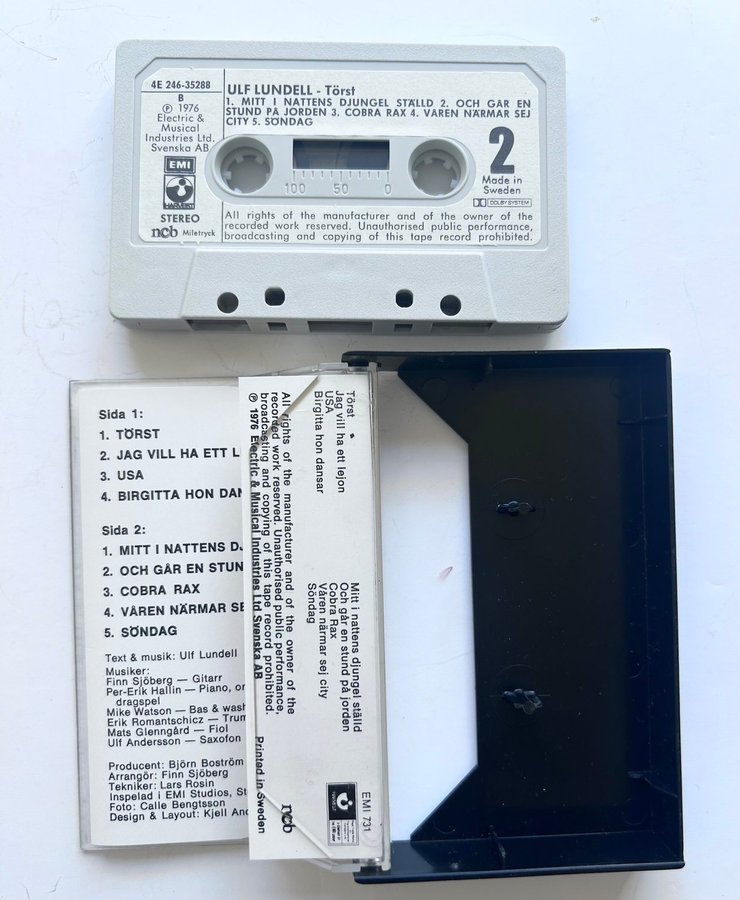 4E 246-35288
B
℗ 1976
Electric &
Musical
Industries Ltd.
Svenska AB
EMI
HARVEST
STEREO
ncb Miletryck
ULF LUNDELL - Törst
1. MITT I NATTENS DJUNGEL STÄLLD 2. OCH GÅR EN
STUND PÅ JORDEN 3. COBRA RAX 4. VÅREN NÄRMAR SEJ
CITY 5. SÖNDAG
2
Made in
Sweden
DOLBY SYSTEM
100 50 0
All rights of the manufacturer and of the owner of the
recorded work reserved. Unauthorised public performance,
broadcasting and copying of this tape record prohibited.
Sida 1:
1. TÖRST
2. JAG VILL HA ETT L
3. USA
4. BIRGITTA HON DAN
Sida 2:
1. MITT I NATTENS DJ
2. OCH GÅR EN STUN
3. COBRA RAX
4. VÅREN NÄRMAR SE
5. SÖNDAG
Text & musik: Ulf Lundell
Musiker:
Finn Sjöberg — Gitarr
Per-Erik Hallin — Piano, or
dragspel
Mike Watson — Bas & wash
Erik Romantschicz — Trum
Mats Glenngård — Fiol
Ulf Andersson — Saxofon
Producent: Björn Boström
Arrangör: Finn Sjöberg
Tekniker: Lars Rosin
Inspelad i EMI Studios, St
Foto: Calle Bengtsson
Design & Layout: Kjell And
All rights of the manufacturer and of the owner of the
recorded work reserved. Unauthorised public performance,
broadcasting and copying of this tape record prohibited.
℗ 1976 Electric & Musical Industries Ltd Svenska AB
Printed in Sweden
ncb
Törst
Jag vill ha ett lejon
USA
Birgitta hon dansar
Mitt i nattens djungel ställd
Och går en stund på jorden
Cobra Rax
Våren närmar sej city
Söndag
EMI 731
HARVEST